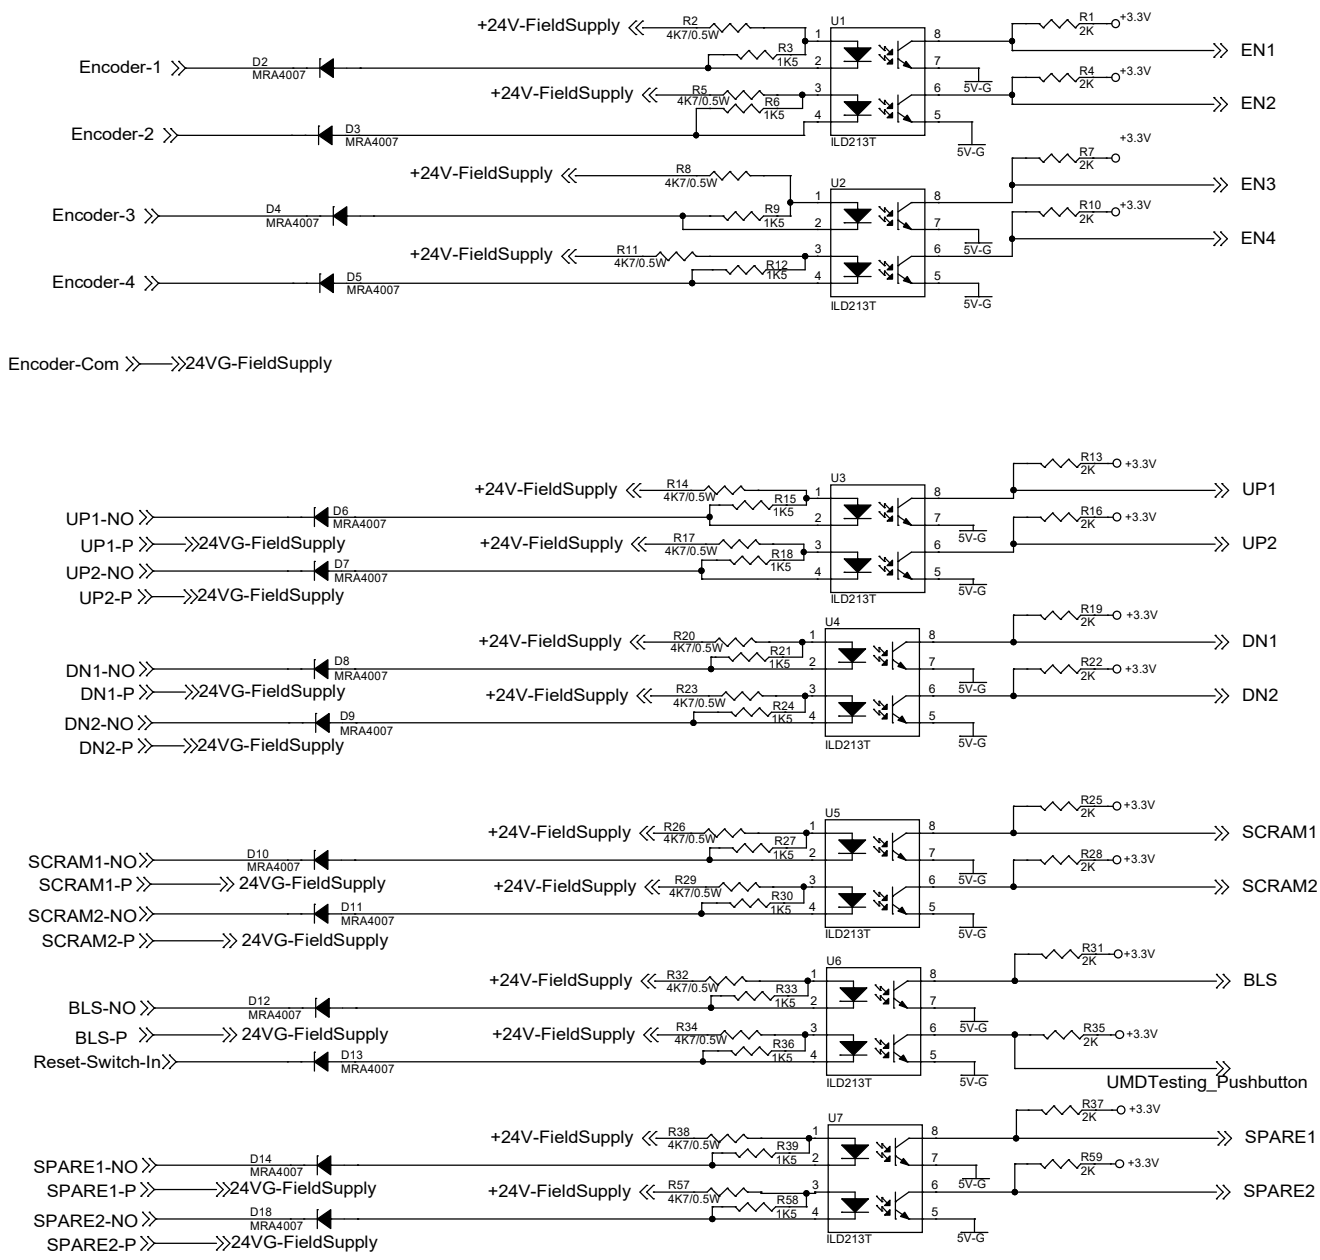 +24V-FieldSupply R2 4K7/0.5W U1 R1 2K +3.3V
1 8 EN1
R3 1K5
Encoder-1 D2 MRA4007 2 7 5V-G
+24V-FieldSupply R5 4K7/0.5W 3 6 R4 2K +3.3V
R6 1K5 EN2
Encoder-2 D3 MRA4007 4 5 5V-G
ILD213T
+24V-FieldSupply R8 4K7/0.5W U2 R7 2K +3.3V
1 8 EN3
Encoder-3 D4 MRA4007 R9 1K5 2 7 5V-G
R10 2K +3.3V
+24V-FieldSupply R11 4K7/0.5W 3 6 EN4
R12 1K5
Encoder-4 D5 MRA4007 4 5 5V-G
ILD213T
Encoder-Com 24VG-FieldSupply
R13 2K +3.3V
+24V-FieldSupply R14 4K7/0.5W U3 1 8 UP1
R15 1K5
UP1-NO D6 MRA4007 2 7 5V-G
R16 2K +3.3V
UP1-P 24VG-FieldSupply
+24V-FieldSupply R17 4K7/0.5W 3 6 UP2
R18 1K5
UP2-NO D7 MRA4007 4 5 5V-G
UP2-P 24VG-FieldSupply
ILD213T
R19 2K +3.3V
+24V-FieldSupply R20 4K7/0.5W U4 1 8 DN1
R21 1K5
DN1-NO D8 MRA4007 2 7 5V-G
R22 2K +3.3V
DN1-P 24VG-FieldSupply
+24V-FieldSupply R23 4K7/0.5W 3 6 DN2
R24 1K5
DN2-NO D9 MRA4007 4 5 5V-G
DN2-P 24VG-FieldSupply
ILD213T
R25 2K +3.3V
+24V-FieldSupply R26 4K7/0.5W U5 1 8 SCRAM1
R27 1K5
SCRAM1-NO D10 MRA4007 2 7 5V-G
R28 2K +3.3V
SCRAM1-P 24VG-FieldSupply
+24V-FieldSupply R29 4K7/0.5W 3 6 SCRAM2
R30 1K5
SCRAM2-NO D11 MRA4007 4 5 5V-G
SCRAM2-P 24VG-FieldSupply
ILD213T
R31 2K +3.3V
+24V-FieldSupply R32 4K7/0.5W U6 1 8 BLS
R33 1K5
BLS-NO D12 MRA4007 2 7 5V-G
BLS-P 24VG-FieldSupply
+24V-FieldSupply R34 4K7/0.5W 3 6 R35 2K +3.3V
R36 1K5
Reset-Switch-In D13 MRA4007 4 5 5V-G
UMDTesting_Pushbutton
ILD213T
R37 2K +3.3V
+24V-FieldSupply R38 4K7/0.5W U7 1 8 SPARE1
R39 1K5
SPARE1-NO D14 MRA4007 2 7 5V-G
R59 2K +3.3V
SPARE1-P 24VG-FieldSupply
+24V-FieldSupply R57 4K7/0.5W 3 6 SPARE2
R58 1K5
SPARE2-NO D18 MRA4007 4 5 5V-G
SPARE2-P 24VG-FieldSupply
ILD213T